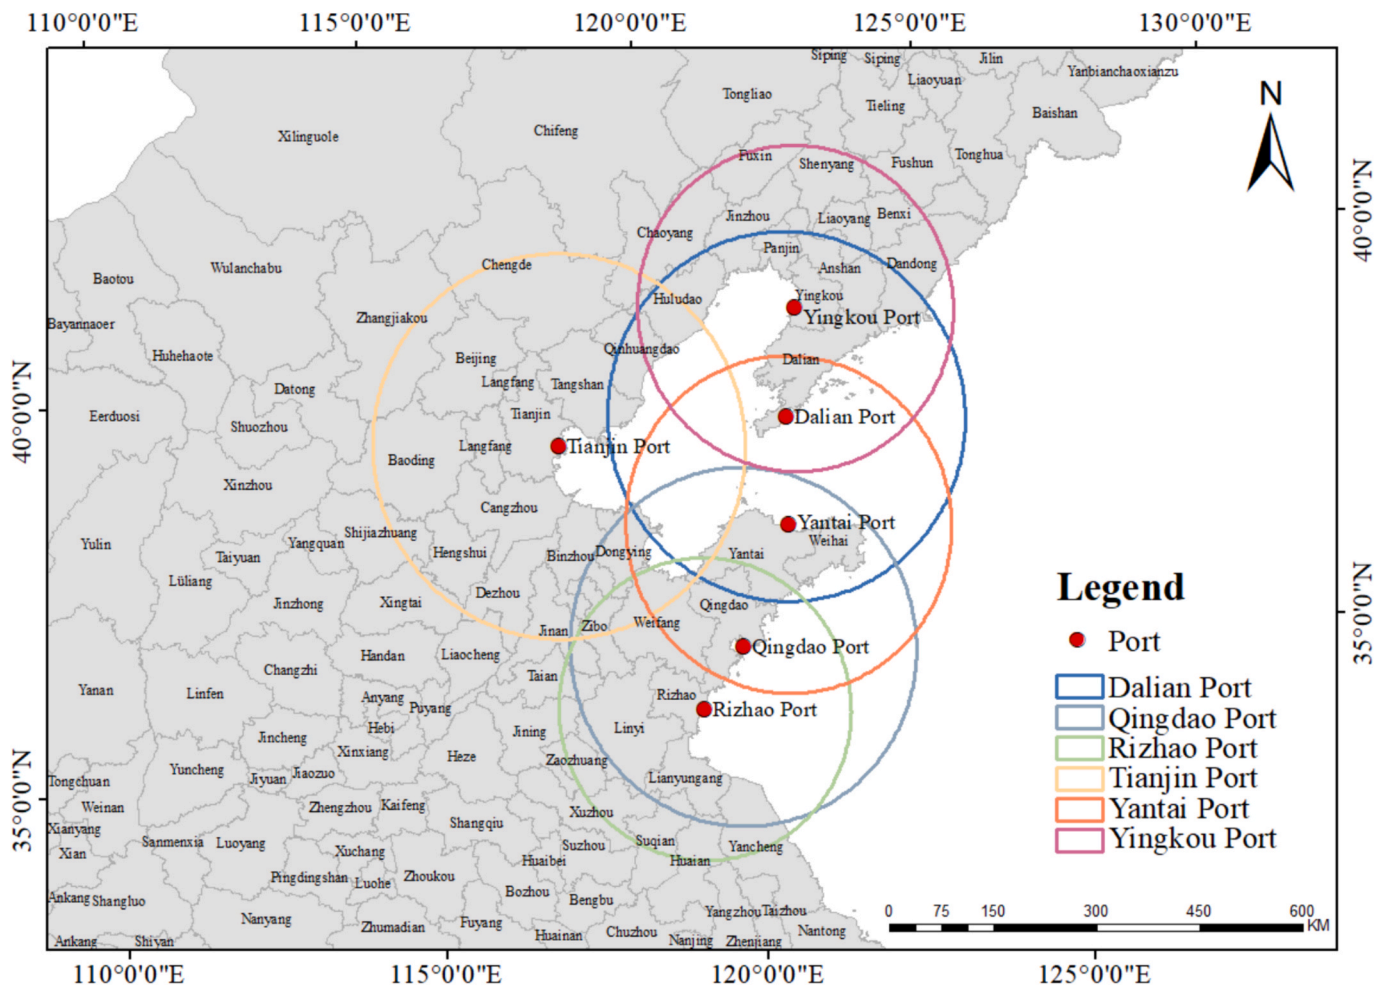 110°0'0"E 115°0'0"E 120°0'0"E 125°0'0"E 130°0'0"E
Siping Siping Jilin
Yanbianchaoxianzu
Liaoyuan
Tongliao
Tieling
Baishan
Chifeng
Xilinguole
N
Fuxin Shenyang Fushun Tonghua
40°0'0"N
Jinzhou Liaoyang Benxi
Chaoyang
Panjin
Chengde Anshan Dandong
Wulanchabu
Baotou
Huludao Yingkou
Yingkou Port
Bayannaoer Zhangjiakou
Huhehaote Beijing Qinhuangdao Dalian
Datong Langfang Tangshan
40°0'0"N
Eerduosi Shuozhou Tianjin Dalian Port
Langfang Tianjin Port
Baoding
Xinzhou
Cangzhou
Yantai Port
Yulin Taiyuan Yangquan Shijiazhuang Hengshui Binzhou Dongying Yantai Weihai
Lüliang
Jinzhong Xingtai Dezhou Qingdao
Legend
35°0'0"N
Jinan Zibo Weifang
Port
Changzhi Handan Liaocheng Qingdao Port
Taian
Yanan Linfen Anyang Puyang Rizhao
Dalian Port
Rizhao Port
Qingdao Port
Jincheng Hebi Jining Linyi
Rizhao Port
Xinxiang Heze Zaozhuang
Yuncheng Jiyuan Jiaozuo Lianyungang
Tianjin Port
35°0'0"N
Tongchuan
Weinan Zhengzhou Kaifeng Xuzhou
Yantai Port
Xianyang Shangqiu
Yingkou Port
Xian Sanmenxia Luoyang Xuchang Suzhou Suqian Yancheng
Huaibei Huaian
Pingdingshan Luohe Zhoukou
Ankang Shangluo Bozhou Bengbu
0 75 150 300 450 600
KM
Nanyang Zhumadian Fuyang Yangzhou Taizhou
Ankang Shiyan Huainan Chuzhou Nanjing Zhenjiang Nantong
110°0'0"E 115°0'0"E 120°0'0"E 125°0'0"E